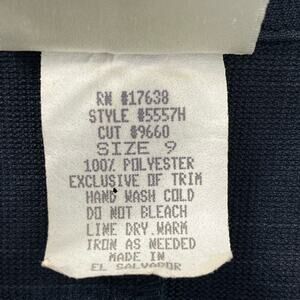 RN #17638
STYLE #5557H
CUT #9660
SIZE 9
100% POLYESTER
EXCLUSIVE OF TRIM
HAND WASH COLD
DO NOT BLEACH
LINE DRY.WARM
IRON AS NEEDED
MADE IN
EL SALVADOR